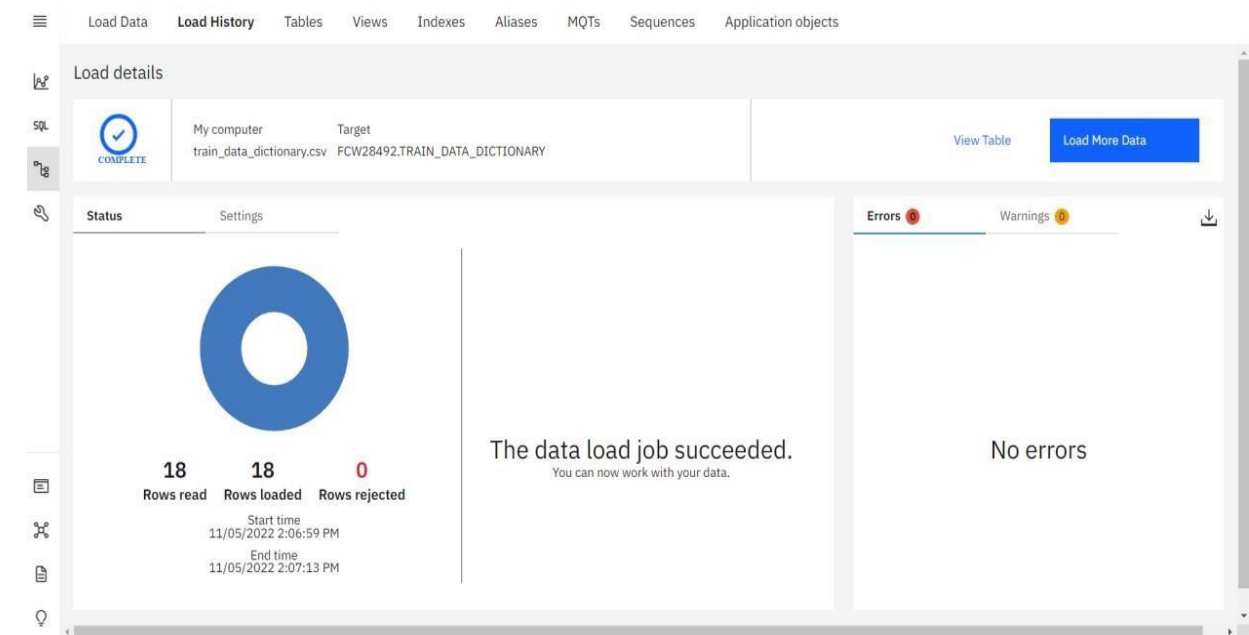 Load Data Load History Tables Views Indexes Aliases MQTs Sequences Application objects
Load details
SQL
COMPLETE
My computer Target
train_data_dictionary.csv FCW28492.TRAIN_DATA_DICTIONARY
View Table
Load More Data
Status Settings
Errors 0 Warnings 0
18 18 0
Rows read Rows loaded Rows rejected
Start time
11/05/2022 2:06:59 PM
End time
11/05/2022 2:07:13 PM
The data load job succeeded.
You can now work with your data.
No errors